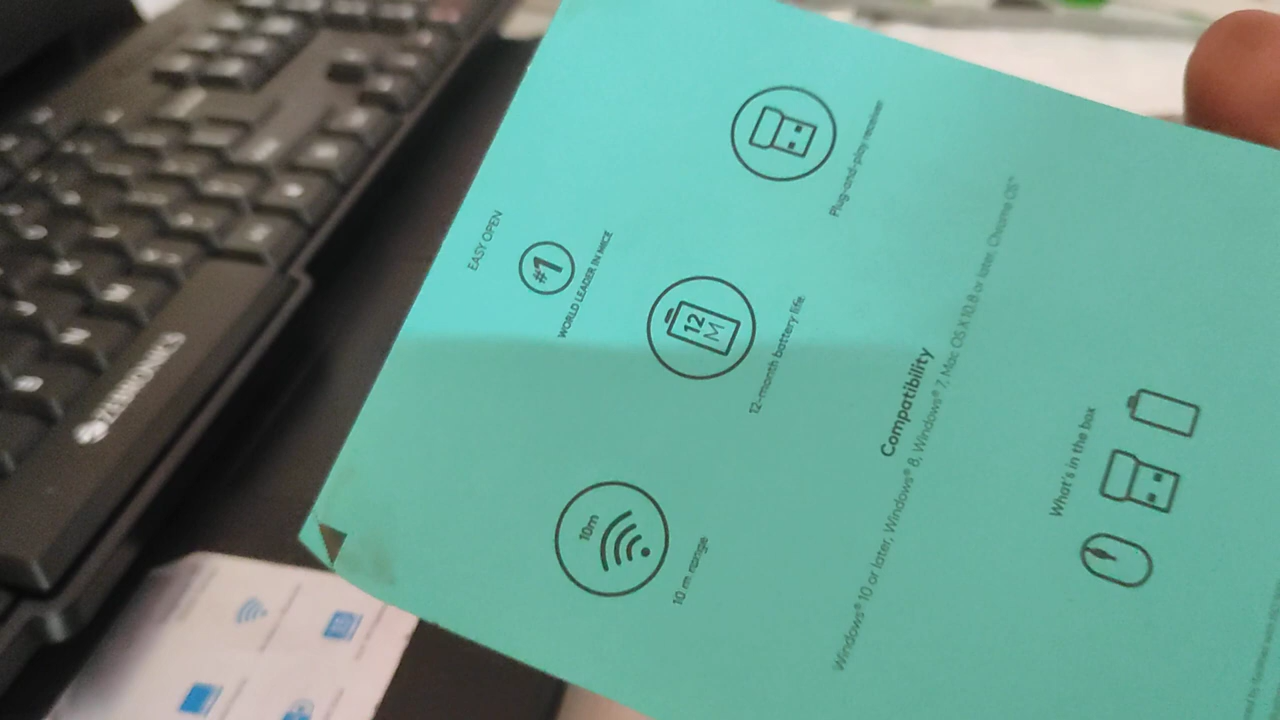 EASY OPEN
#1
WORLD LEADER IN MICE
10m
10 m range
12
M
12-month battery life
Plug-and-play receiver
Compatibility
Windows® 10 or later, Windows® 8, Windows® 7, Mac OS X 10.8 or later, Chrome OS™
What's in the box
ZEBRONICS